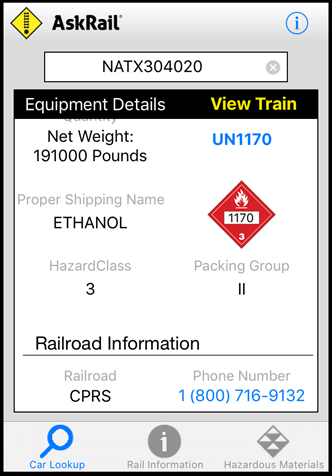 AskRail
NATX304020
Equipment Details
View Train
Quantity
Net Weight:
191000 Pounds
UN1170
Proper Shipping Name
ETHANOL
1170
3
HazardClass
3
Packing Group
II
Railroad Information
Railroad
CPRS
Phone Number
1 (800) 716-9132
Car Lookup
Rail Information
Hazardous Materials